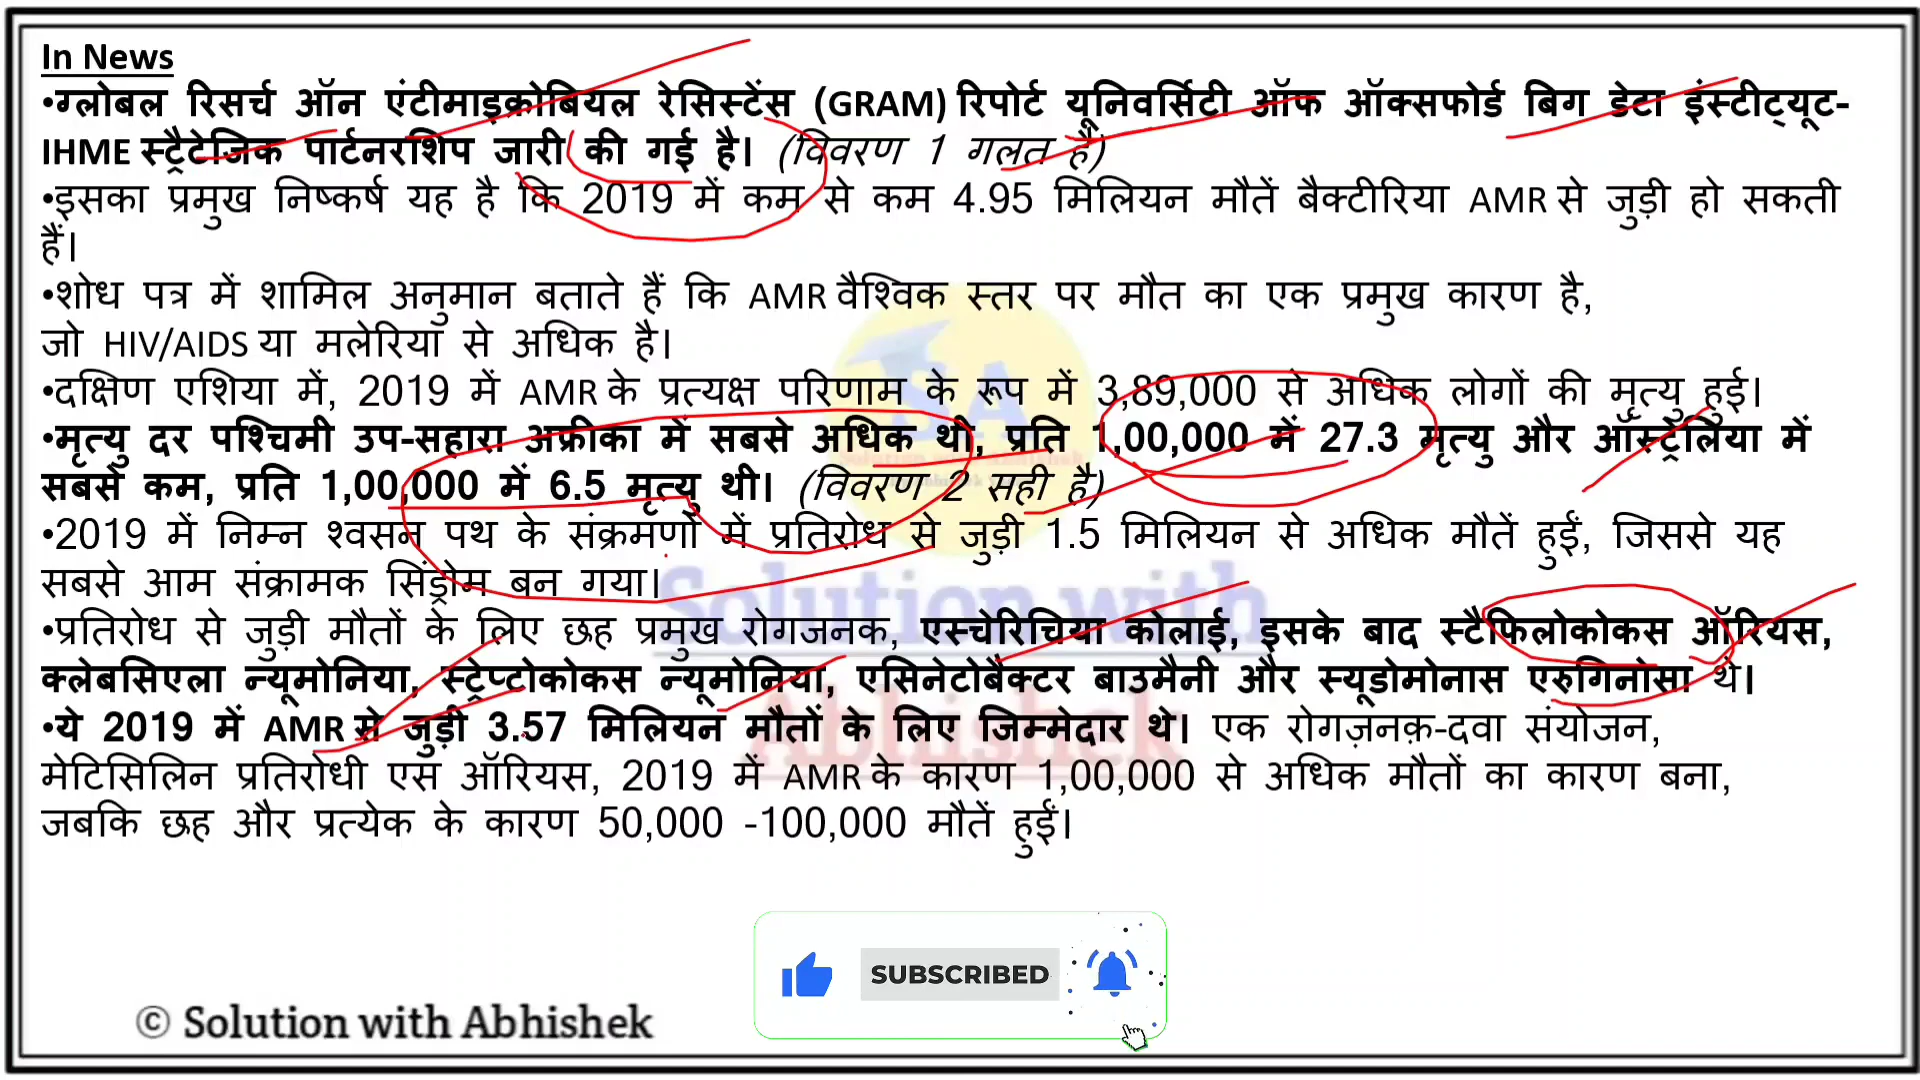 In News
•ग्लोबल रिसर्च ऑन एंटीमाइक्रोबियल रेसिस्टेंस (GRAM) रिपोर्ट यूनिवर्सिटी ऑफ ऑक्सफोर्ड बिग डेटा इंस्टीट्यूट-
IHME स्ट्रैटेजिक पार्टनरशिप जारी की गई है। (विवरण 1 गलत है)
•इसका प्रमुख निष्कर्ष यह है कि 2019 में कम से कम 4.95 मिलियन मौतें बैक्टीरिया AMR से जुड़ी हो सकती
हैं।
•शोध पत्र में शामिल अनुमान बताते हैं कि AMR वैश्विक स्तर पर मौत का एक प्रमुख कारण है,
जो HIV/AIDS या मलेरिया से अधिक है।
•दक्षिण एशिया में, 2019 में AMR के प्रत्यक्ष परिणाम के रूप में 3,89,000 से अधिक लोगों की मृत्यु हुई।
•मृत्यु दर पश्चिमी उप-सहारा अफ्रीका में सबसे अधिक थी, प्रति 1,00,000 में 27.3 मृत्यु और ऑस्ट्रेलिया में
सबसे कम, प्रति 1,00,000 में 6.5 मृत्यु थी। (विवरण 2 सही है)
•2019 में निम्न श्वसन पथ के संक्रमणों में प्रतिरोध से जुड़ी 1.5 मिलियन से अधिक मौतें हुईं, जिससे यह
सबसे आम संक्रामक सिंड्रोम बन गया।
•प्रतिरोध से जुड़ी मौतों के लिए छह प्रमुख रोगजनक, एस्चेरिचिया कोलाई, इसके बाद स्टैफिलोकोकस ऑरियस,
क्लेबसिएला न्यूमोनिया, स्ट्रेप्टोकोकस न्यूमोनिया, एसिनेटोबैक्टर बाउमैनी और स्यूडोमोनास एरुगिनोसा थे।
•ये 2019 में AMR से जुड़ी 3.57 मिलियन मौतों के लिए जिम्मेदार थे। एक रोगज़नक़-दवा संयोजन,
मेटिसिलिन प्रतिरोधी एस ऑरियस, 2019 में AMR के कारण 1,00,000 से अधिक मौतों का कारण बना,
जबकि छह और प्रत्येक के कारण 50,000 -100,000 मौतें हुईं।
SA
Solution with Abhishek
Solution with
Abhishek
SUBSCRIBED
© Solution with Abhishek